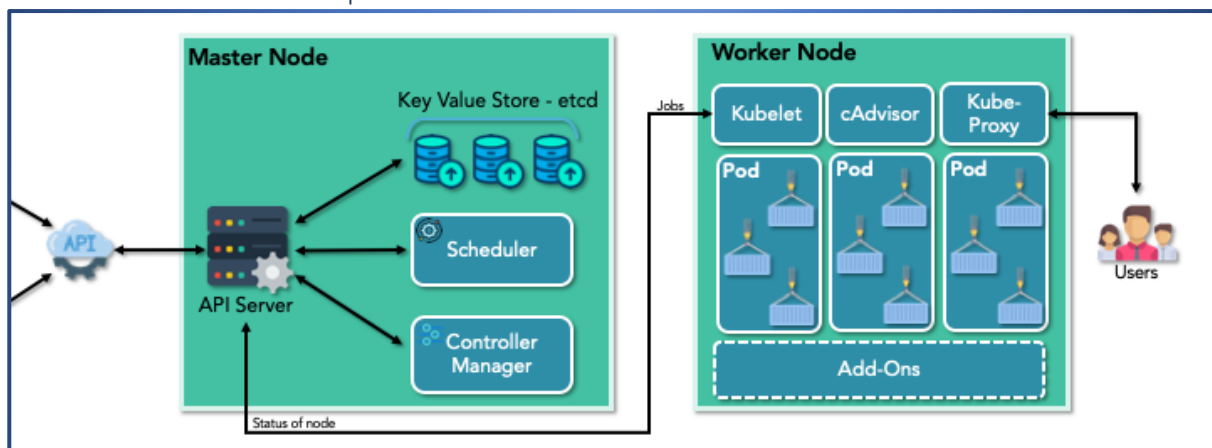 Master Node
Key Value Store - etcd
API
API Server
Scheduler
Controller
Manager
Status of node
Jobs
Worker Node
Kubelet
cAdvisor
Kube-
Proxy
Pod
Pod
Pod
Add-Ons
Users